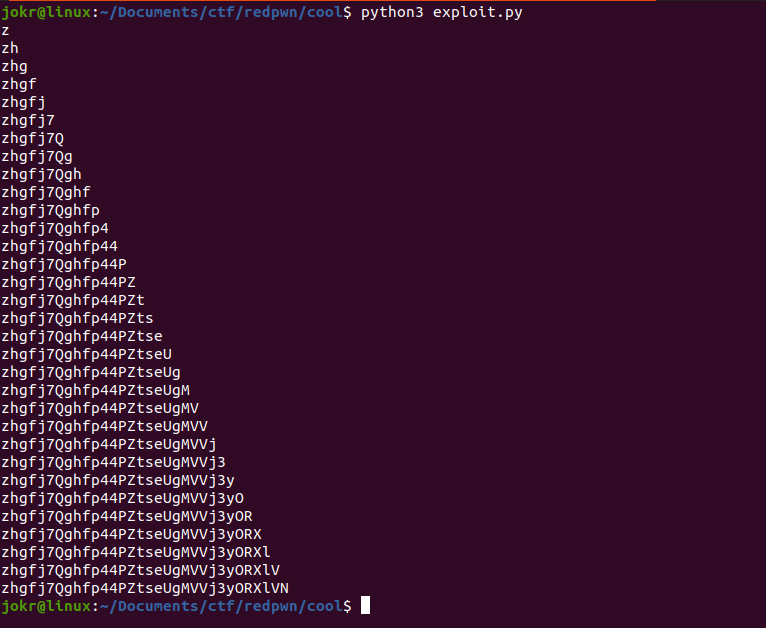 jokr@linux:~/Documents/ctf/redpwn/cool$ python3 exploit.py
z
zh
zhg
zhgf
zhgfj
zhgfj7
zhgfj7Q
zhgfj7Qg
zhgfj7Qgh
zhgfj7Qghf
zhgfj7Qghfp
zhgfj7Qghfp4
zhgfj7Qghfp44
zhgfj7Qghfp44P
zhgfj7Qghfp44PZ
zhgfj7Qghfp44PZt
zhgfj7Qghfp44PZts
zhgfj7Qghfp44PZtse
zhgfj7Qghfp44PZtseU
zhgfj7Qghfp44PZtseUg
zhgfj7Qghfp44PZtseUgM
zhgfj7Qghfp44PZtseUgMV
zhgfj7Qghfp44PZtseUgMVV
zhgfj7Qghfp44PZtseUgMVVj
zhgfj7Qghfp44PZtseUgMVVj3
zhgfj7Qghfp44PZtseUgMVVj3y
zhgfj7Qghfp44PZtseUgMVVj3yO
zhgfj7Qghfp44PZtseUgMVVj3yOR
zhgfj7Qghfp44PZtseUgMVVj3yORX
zhgfj7Qghfp44PZtseUgMVVj3yORXl
zhgfj7Qghfp44PZtseUgMVVj3yORXlV
zhgfj7Qghfp44PZtseUgMVVj3yORXlVN
jokr@linux:~/Documents/ctf/redpwn/cool$